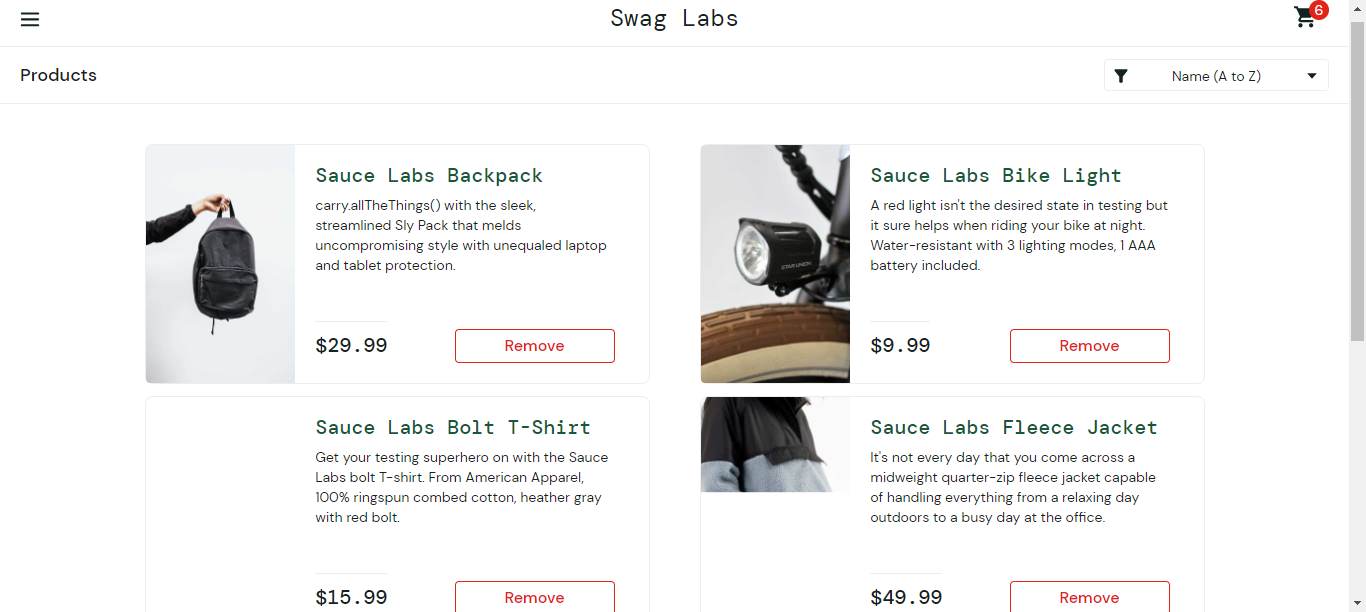 Swag Labs
6
Products
Name (A to Z)
Sauce Labs Backpack
carry.allTheThings() with the sleek,
streamlined Sly Pack that melds
uncompromising style with unequaled laptop
and tablet protection.
$29.99
Remove
Sauce Labs Bike Light
A red light isn't the desired state in testing but
it sure helps when riding your bike at night.
Water-resistant with 3 lighting modes, 1 AAA
battery included.
STAR UNION
$9.99
Remove
Sauce Labs Bolt T-Shirt
Get your testing superhero on with the Sauce
Labs bolt T-shirt. From American Apparel,
100% ringspun combed cotton, heather gray
with red bolt.
$15.99
Remove
Sauce Labs Fleece Jacket
It's not every day that you come across a
midweight quarter-zip fleece jacket capable
of handling everything from a relaxing day
outdoors to a busy day at the office.
$49.99
Remove